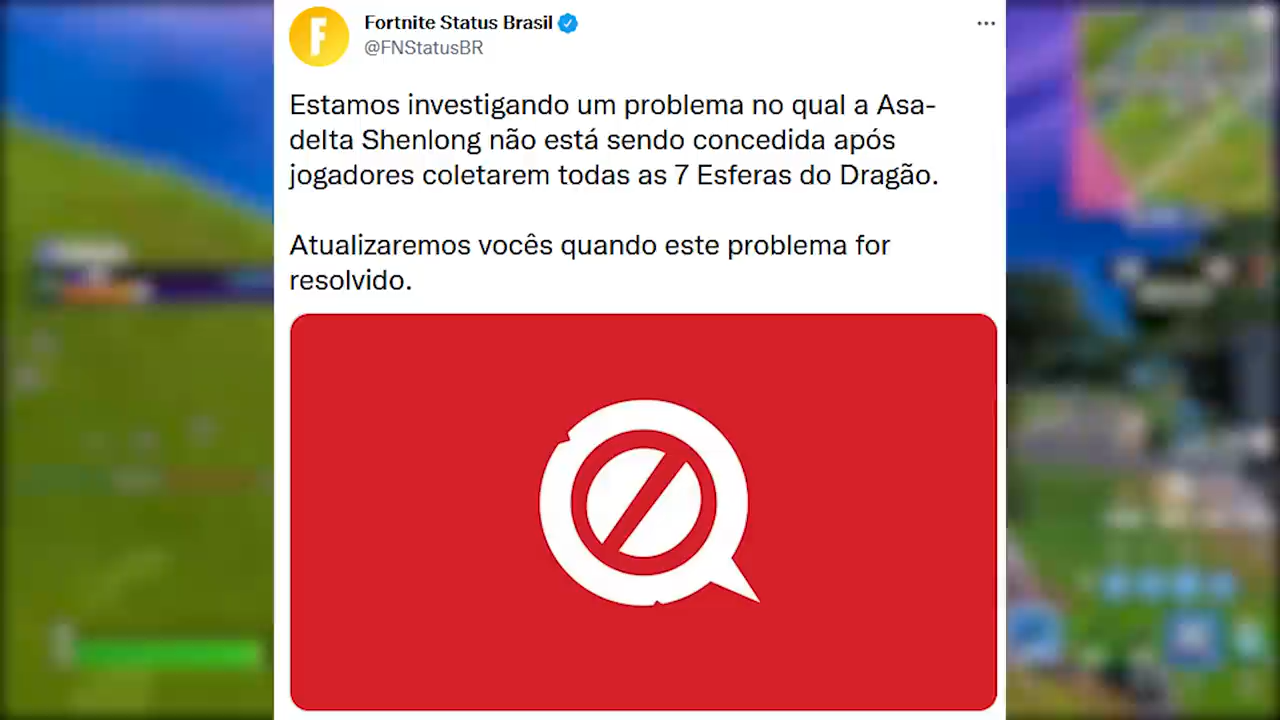 Fortnite Status Brasil
@FNStatusBR
Estamos investigando um problema no qual a Asa-
delta Shenlong não está sendo concedida após
jogadores coletarem todas as 7 Esferas do Dragão.
Atualizaremos vocês quando este problema for
resolvido.